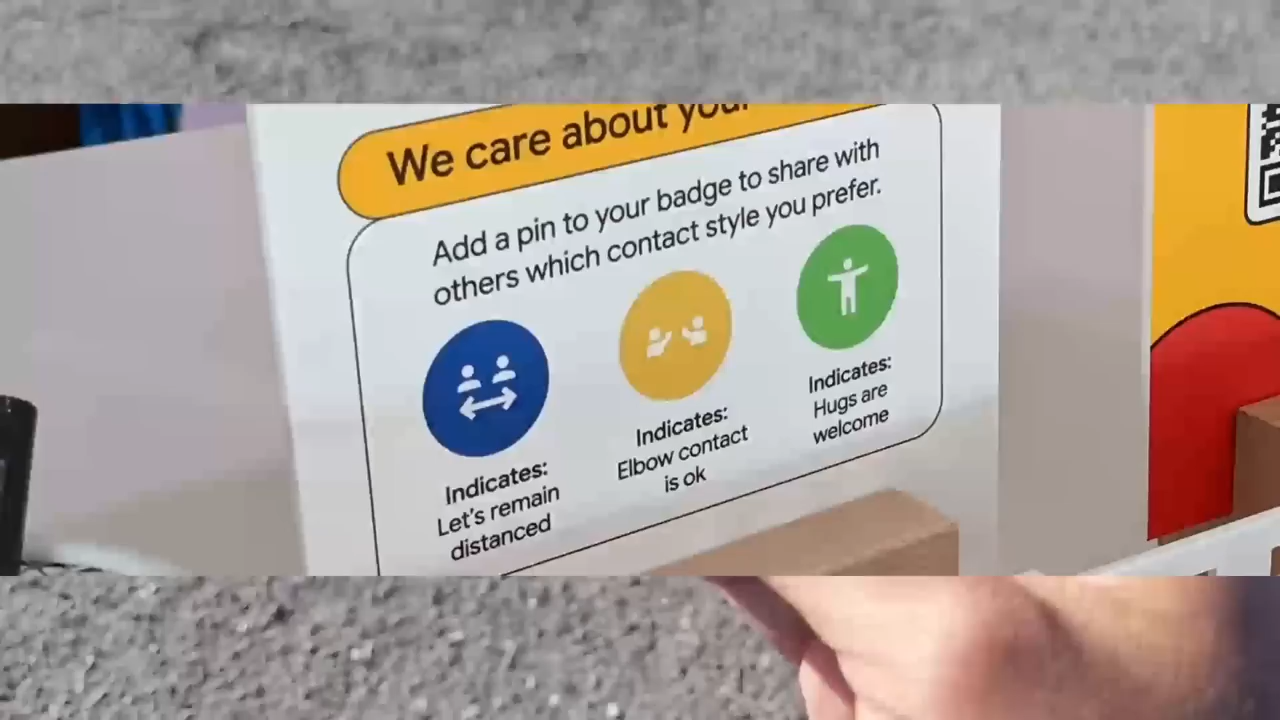 We care about your
Add a pin to your badge to share with
others which contact style you prefer.
Indicates:
Let's remain
distanced
Indicates:
Elbow contact
is ok
Indicates:
Hugs are
welcome